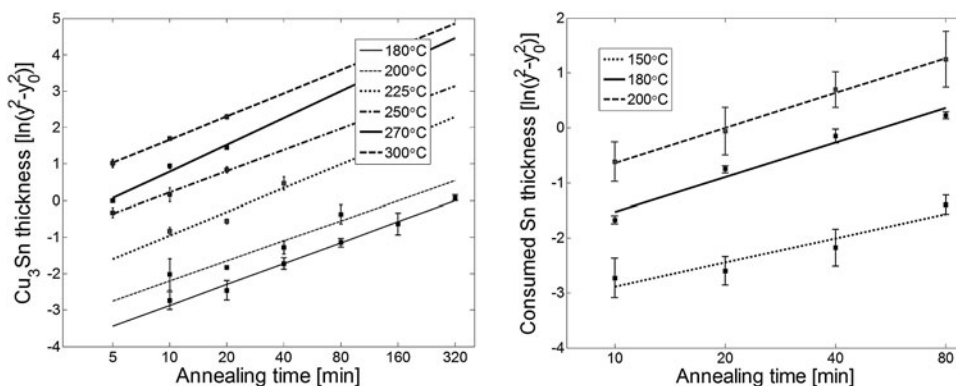 Cu₃Sn thickness [ln(y²-y₀²)]
5
4
3
2
1
0
-1
-2
-3
-4
180°C
200°C
225°C
250°C
270°C
300°C
5 10 20 40 80 160 320
Annealing time [min]
Consumed Sn thickness [ln(y²-y₀²)]
2
1
0
-1
-2
-3
-4
150°C
180°C
200°C
10 20 40 80
Annealing time [min]